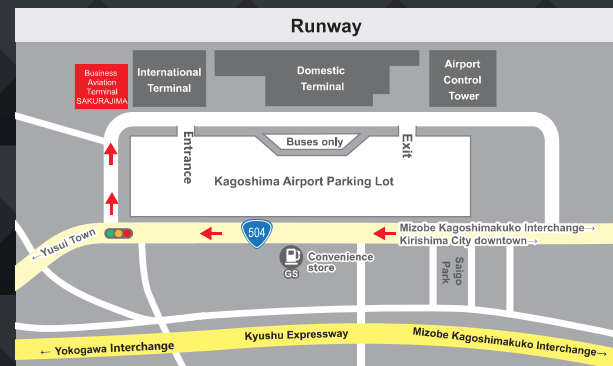 Runway
Business
Aviation
Terminal
SAKURAJIMA
International
Terminal
Domestic
Terminal
Airport
Control
Tower
Entrance
Buses only
Exit
Kagoshima Airport Parking Lot
←Yusui Town
504
Mizobe Kagoshimakuko Interchange→
Kirishima City downtown→
GS
Convenience
store
Saigo
Park
← Yokogawa Interchange
Kyushu Expressway
Mizobe Kagoshimakuko Interchange→